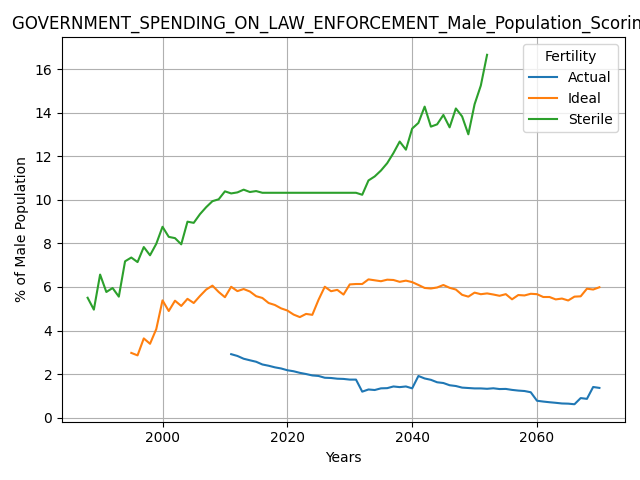 GOVERNMENT_SPENDING_ON_LAW_ENFORCEMENT_Male_Population_Scorin
Fertility
Actual
Ideal
Sterile
% of Male Population
16
14
12
10
8
6
4
2
0
2000
2020
2040
2060
Years